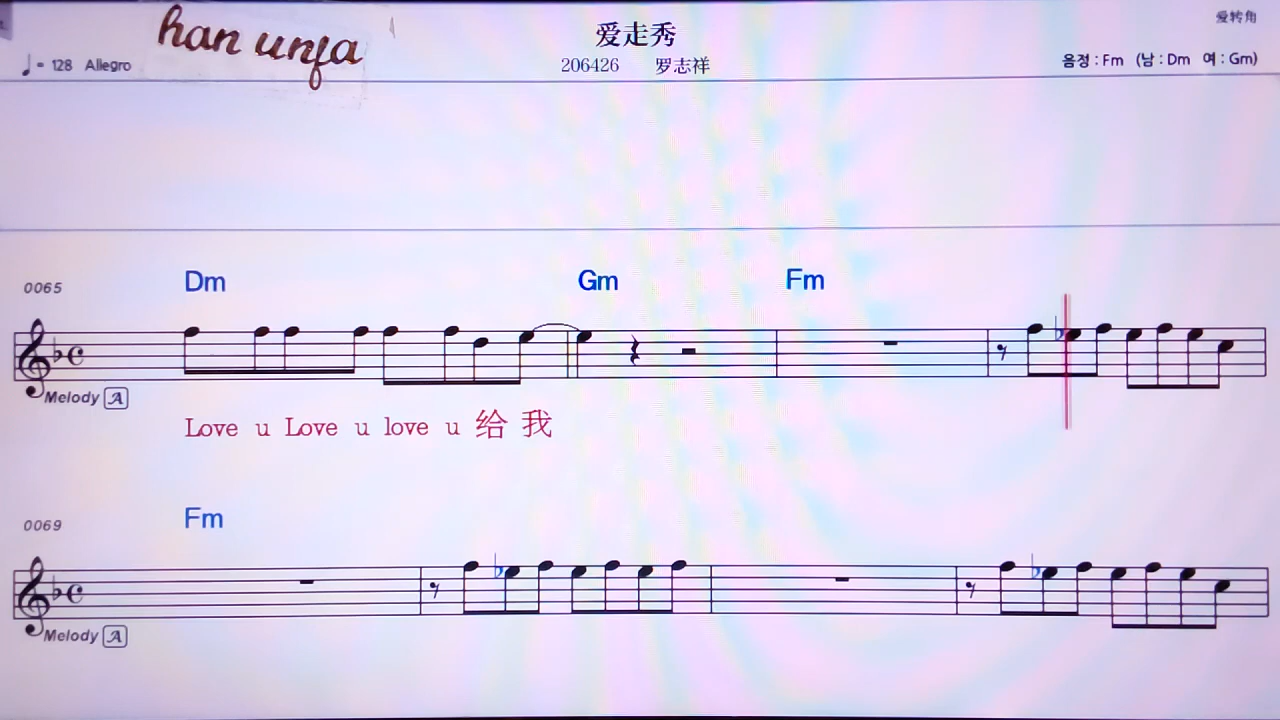 han unfa
爱走秀
爱转角
♩= 128 Allegro
206426 罗志祥
음정 : Fm (남 : Dm 여 : Gm)
0065 Dm Gm Fm
Melody A
Love u Love u love u 给 我
0069 Fm
Melody A